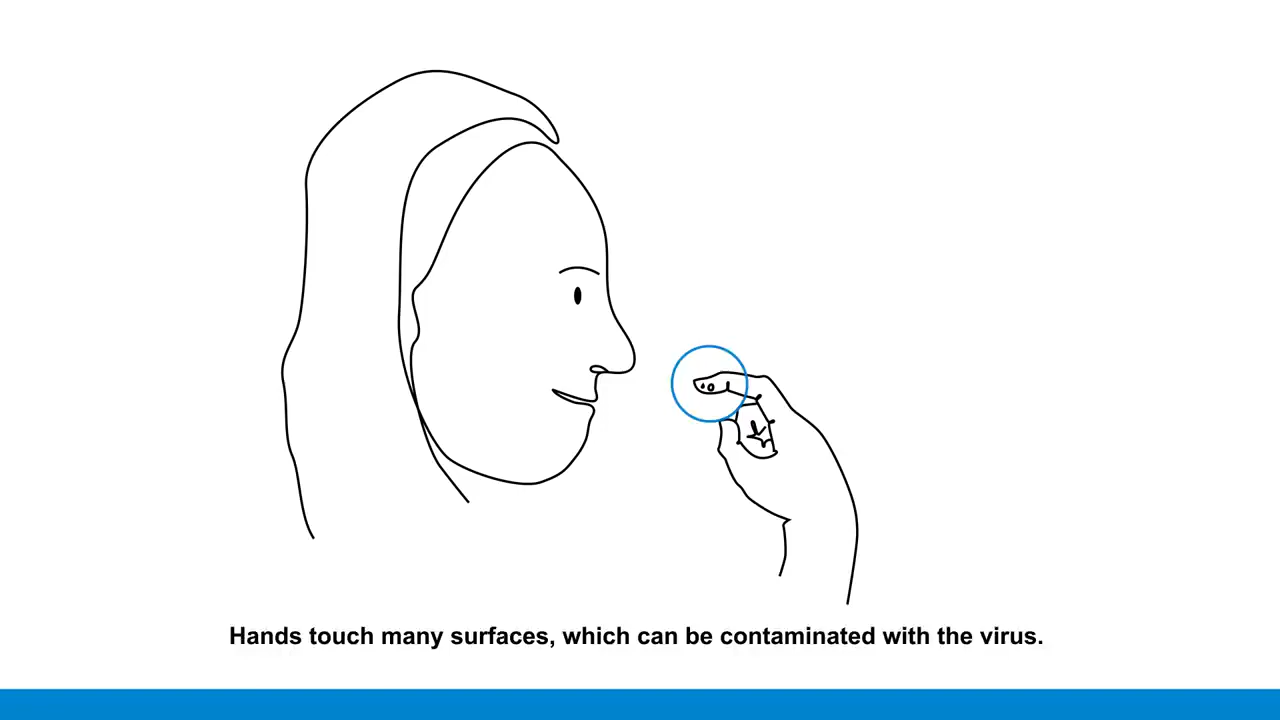 Hands touch many surfaces, which can be contaminated with the virus.